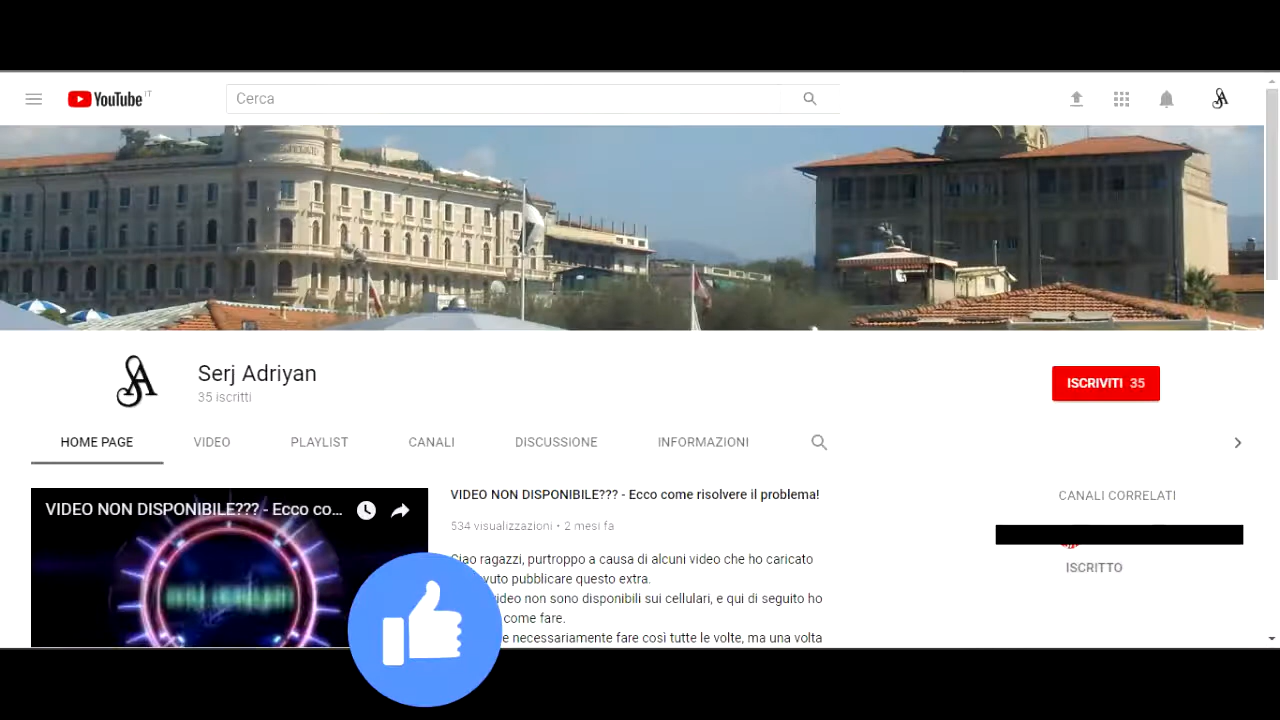 YouTube IT
Cerca
Serj Adriyan
35 iscritti
ISCRIVITI 35
HOME PAGE
VIDEO
PLAYLIST
CANALI
DISCUSSIONE
INFORMAZIONI
VIDEO NON DISPONIBILE??? - Ecco co...
VIDEO NON DISPONIBILE??? - Ecco come risolvere il problema!
534 visualizzazioni • 2 mesi fa
Ciao ragazzi, purtroppo a causa di alcuni video che ho caricato
vuto pubblicare questo extra.
video non sono disponibili sui cellulari, e qui di seguito ho
come fare.
e necessariamente fare così tutte le volte, ma una volta
CANALI CORRELATI
ISCRITTO